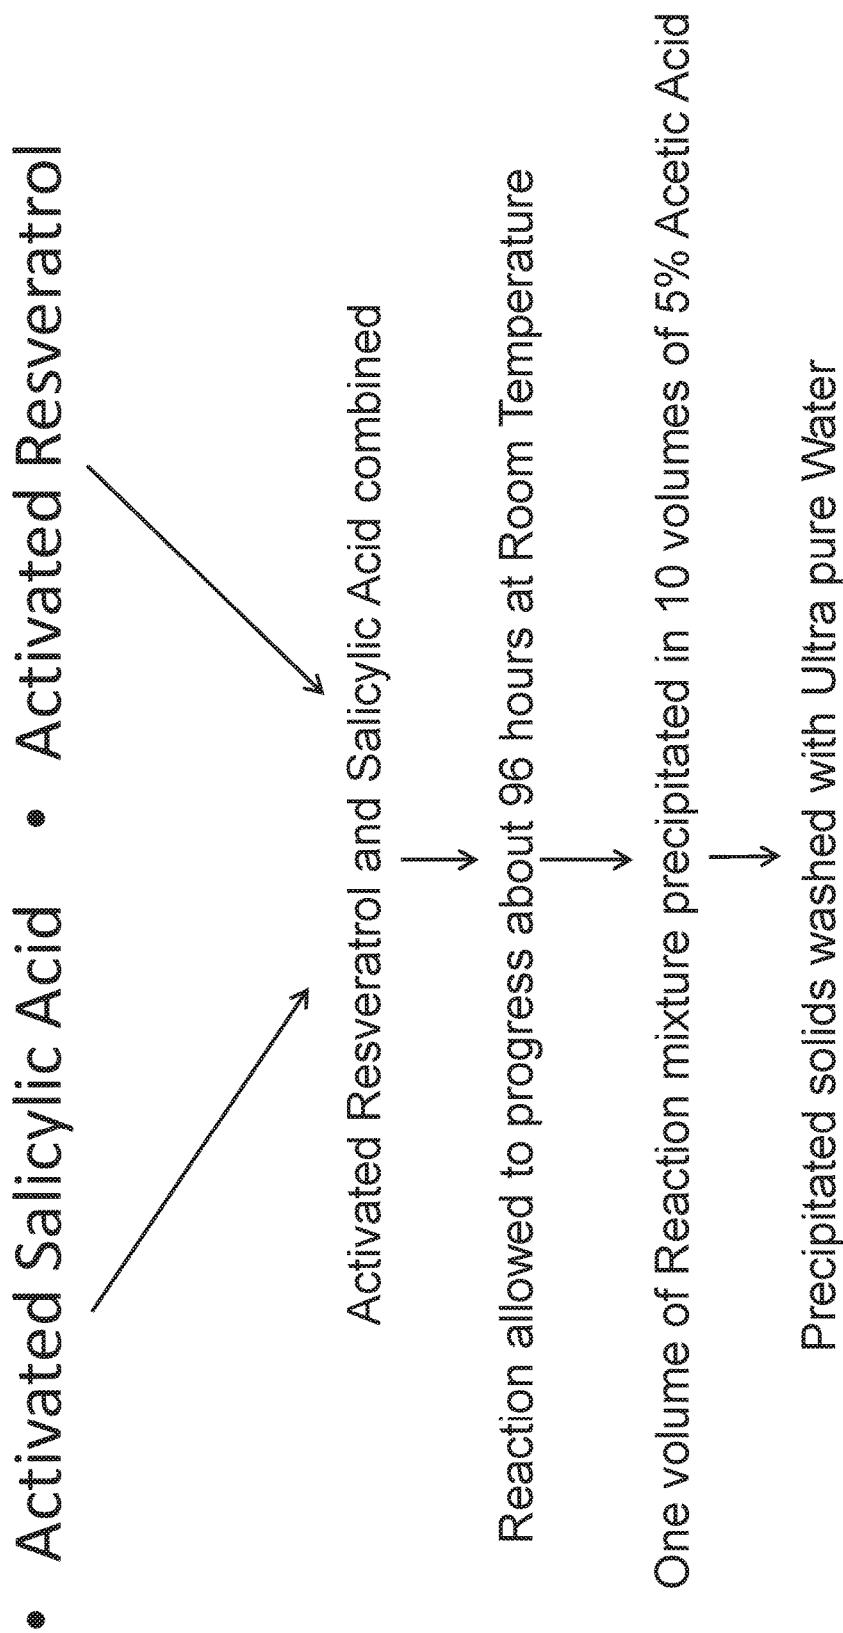 • Activated Salicylic Acid • Activated Resveratrol
Activated Resveratrol and Salicylic Acid combined
Reaction allowed to progress about 96 hours at Room Temperature
One volume of Reaction mixture precipitated in 10 volumes of 5% Acetic Acid
Precipitated solids washed with Ultra pure Water